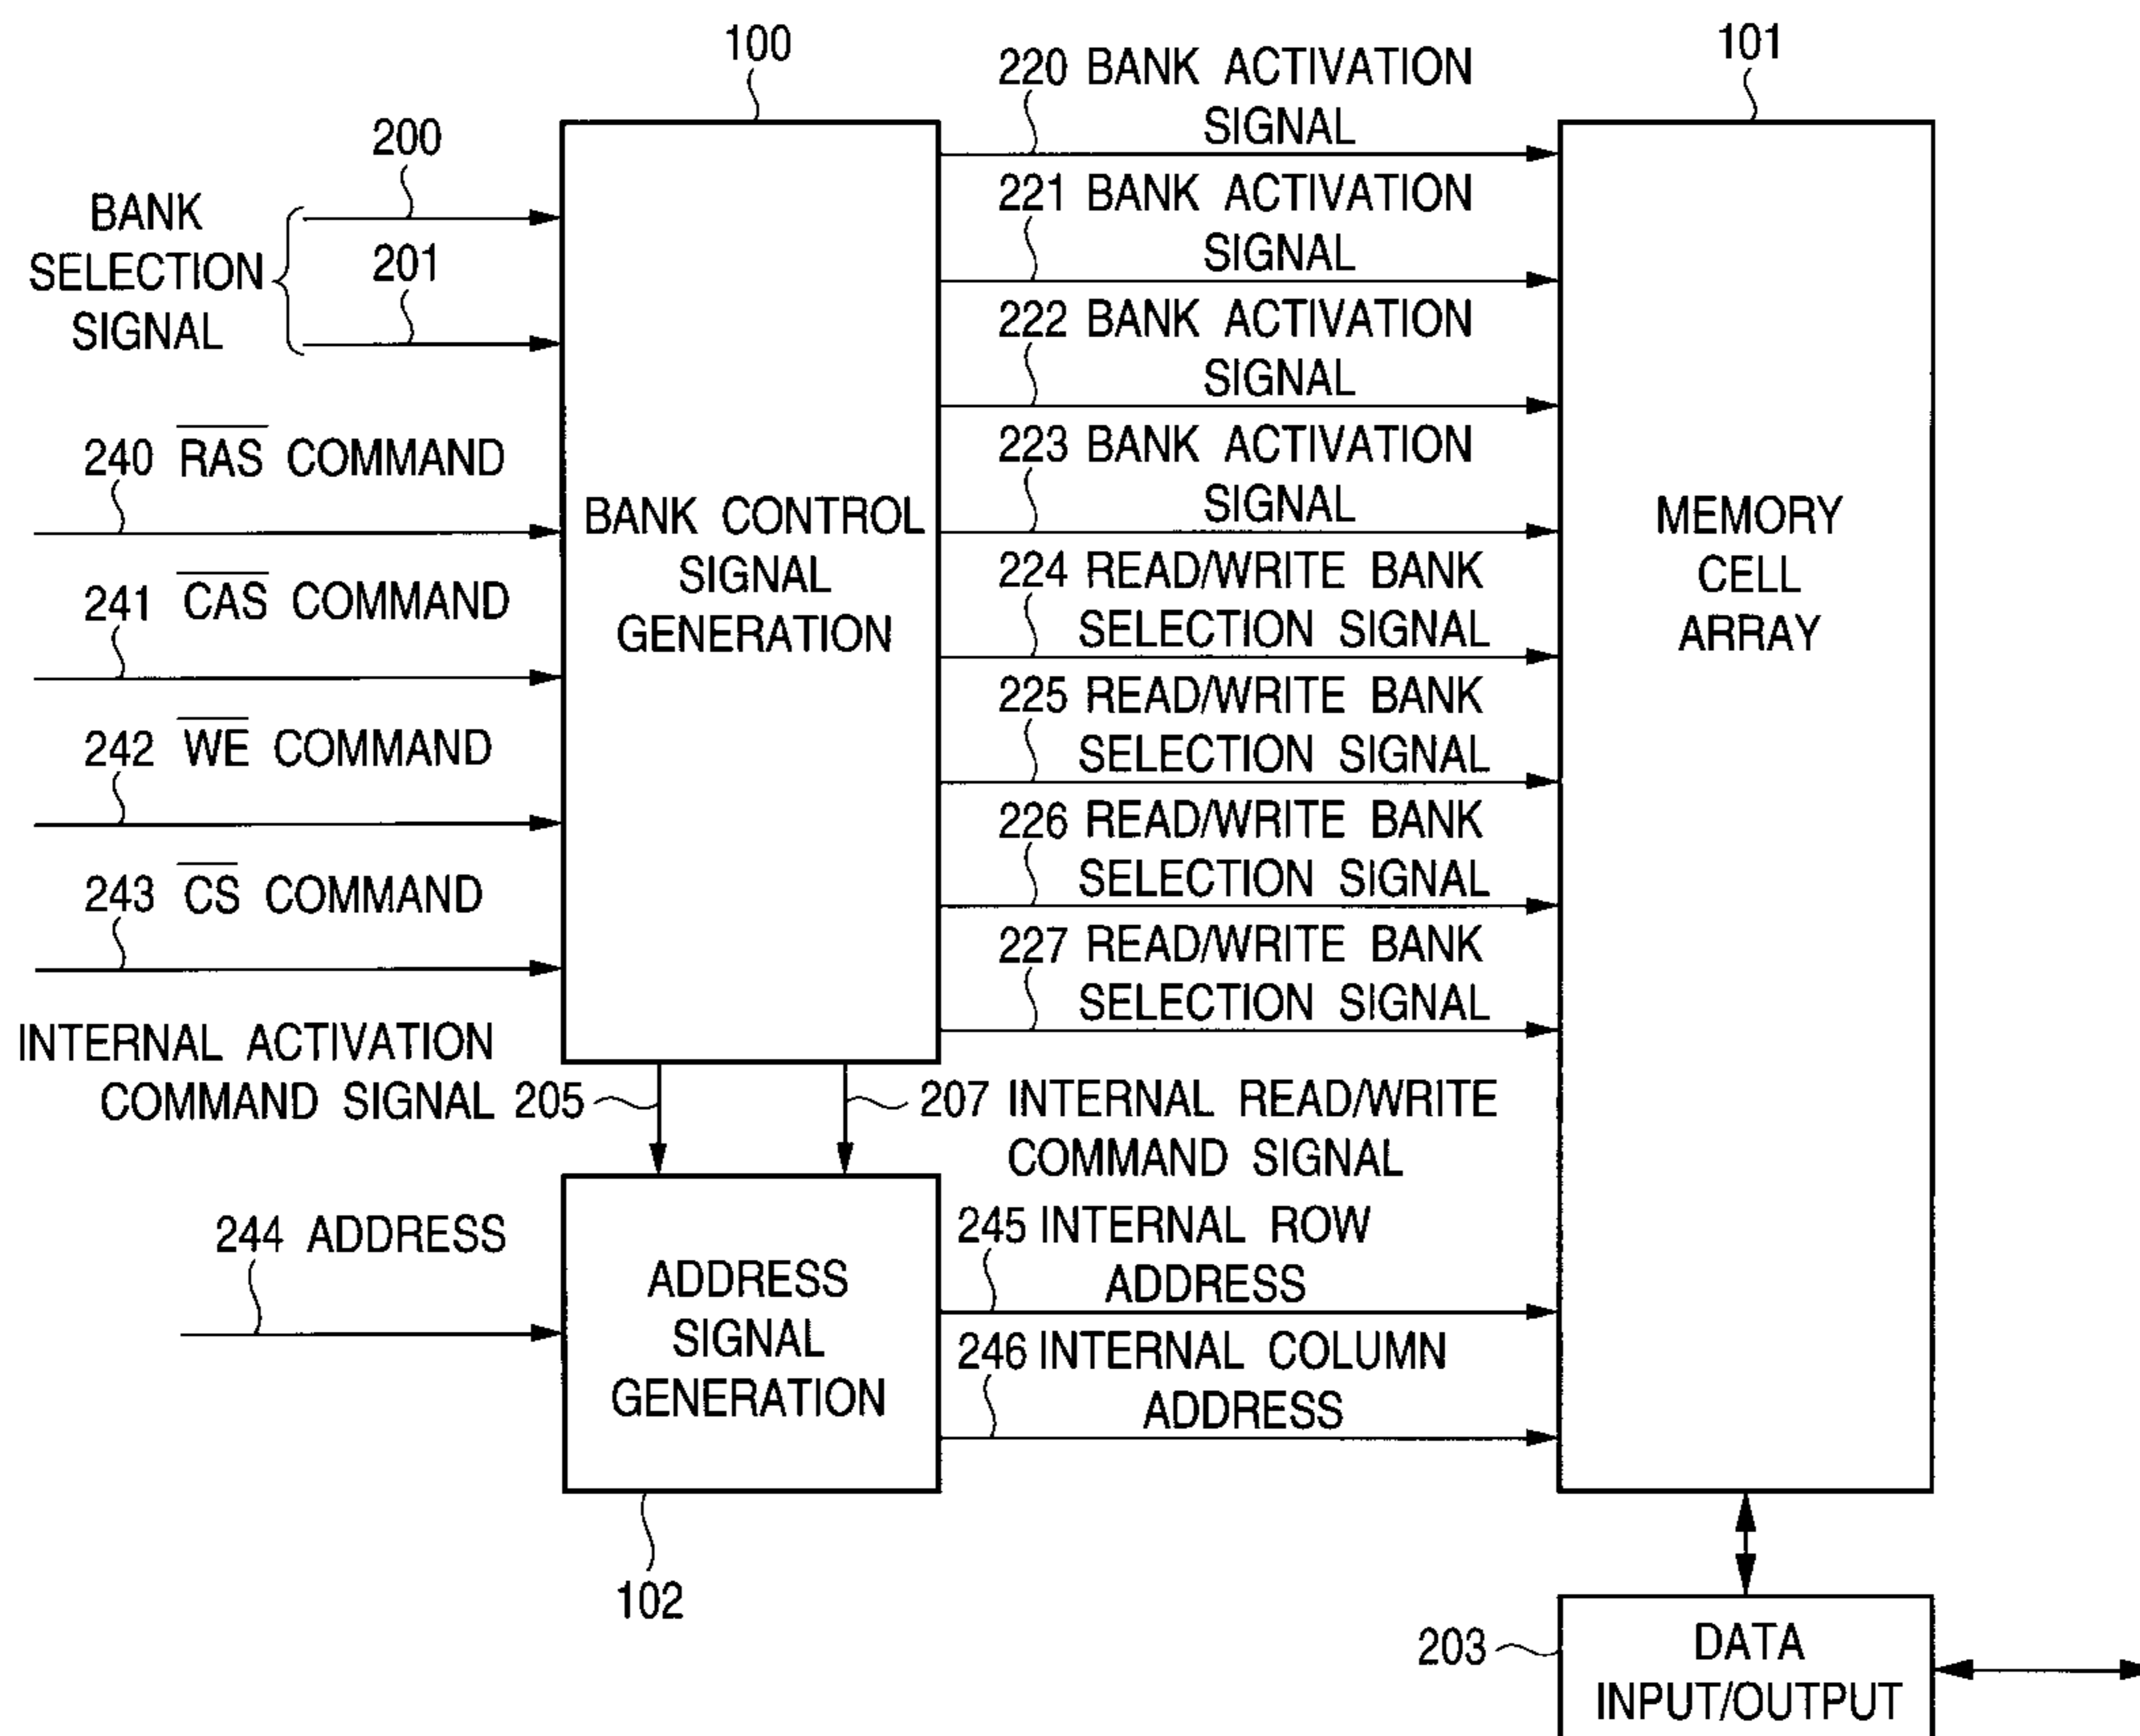 100
101
220 BANK ACTIVATION
SIGNAL
200
BANK
SELECTION
SIGNAL
201
221 BANK ACTIVATION
SIGNAL
222 BANK ACTIVATION
SIGNAL
223 BANK ACTIVATION
SIGNAL
240 R̅A̅S̅ COMMAND
241 C̅A̅S̅ COMMAND
242 W̅E̅ COMMAND
243 C̅S̅ COMMAND
BANK CONTROL
SIGNAL
GENERATION
MEMORY
CELL
ARRAY
224 READ/WRITE BANK
SELECTION SIGNAL
225 READ/WRITE BANK
SELECTION SIGNAL
226 READ/WRITE BANK
SELECTION SIGNAL
227 READ/WRITE BANK
SELECTION SIGNAL
INTERNAL ACTIVATION
COMMAND SIGNAL 205
207 INTERNAL READ/WRITE
COMMAND SIGNAL
244 ADDRESS
ADDRESS
SIGNAL
GENERATION
245 INTERNAL ROW
ADDRESS
246 INTERNAL COLUMN
ADDRESS
102
203
DATA
INPUT/OUTPUT